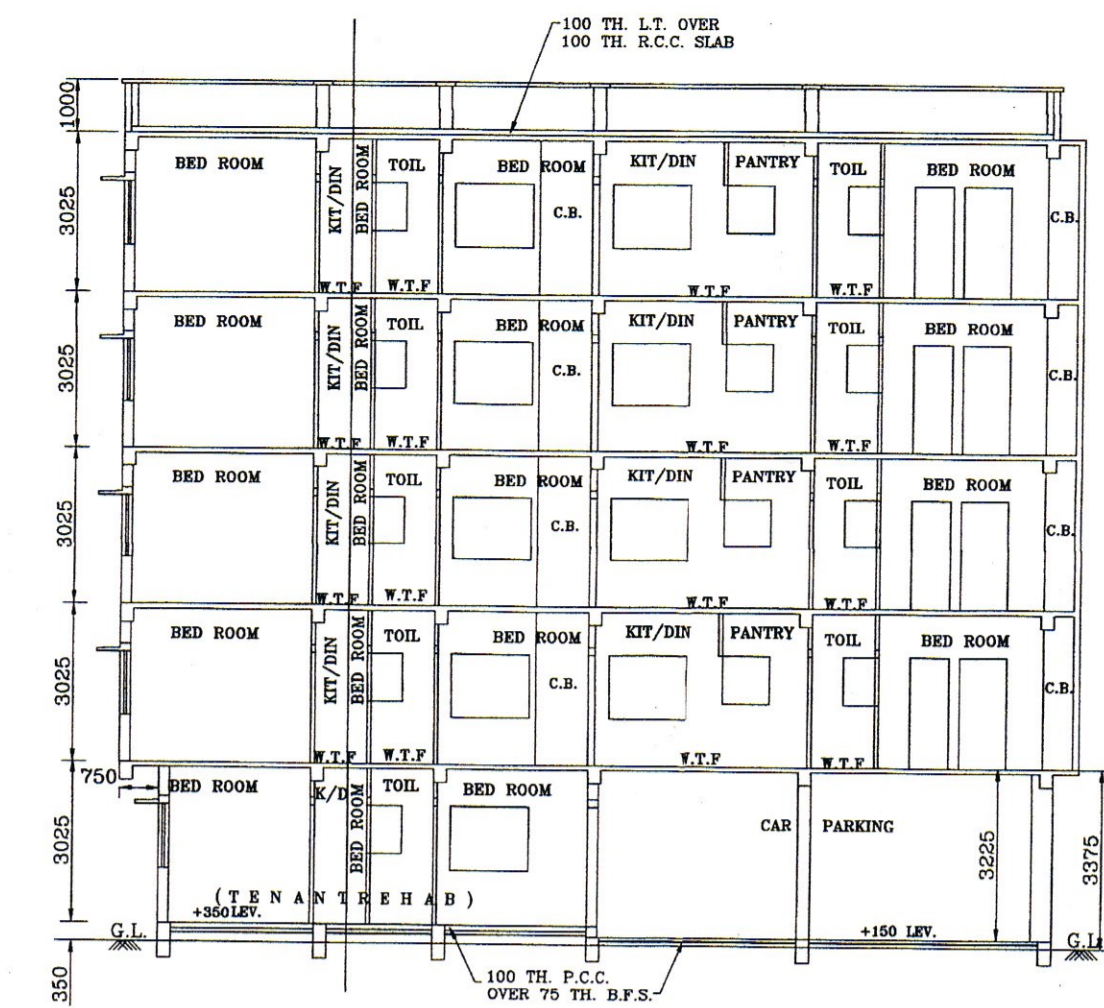 100 TH. L.T. OVER
100 TH. R.C.C. SLAB
1000
BED ROOM
KIT/DIN
BED ROOM
TOIL
BED ROOM
C.B.
KIT/DIN
PANTRY
TOIL
BED ROOM
C.B.
3025
W.T.F
W.T.F
W.T.F
W.T.F
BED ROOM
KIT/DIN
BED ROOM
TOIL
BED ROOM
C.B.
KIT/DIN
PANTRY
TOIL
BED ROOM
C.B.
3025
W.T.F
W.T.F
W.T.F
W.T.F
BED ROOM
KIT/DIN
BED ROOM
TOIL
BED ROOM
C.B.
KIT/DIN
PANTRY
TOIL
BED ROOM
C.B.
3025
W.T.F
W.T.F
W.T.F
W.T.F
BED ROOM
KIT/DIN
BED ROOM
TOIL
BED ROOM
C.B.
KIT/DIN
PANTRY
TOIL
BED ROOM
C.B.
3025
W.T.F
W.T.F
W.T.F
W.T.F
750
BED ROOM
K/D
BED ROOM
TOIL
BED ROOM
CAR PARKING
3025
3225
3375
(TENANT REHAB)
+350 LEV.
+150 LEV.
G.L.
G.L
350
100 TH. P.C.C.
OVER 75 TH. B.F.S.